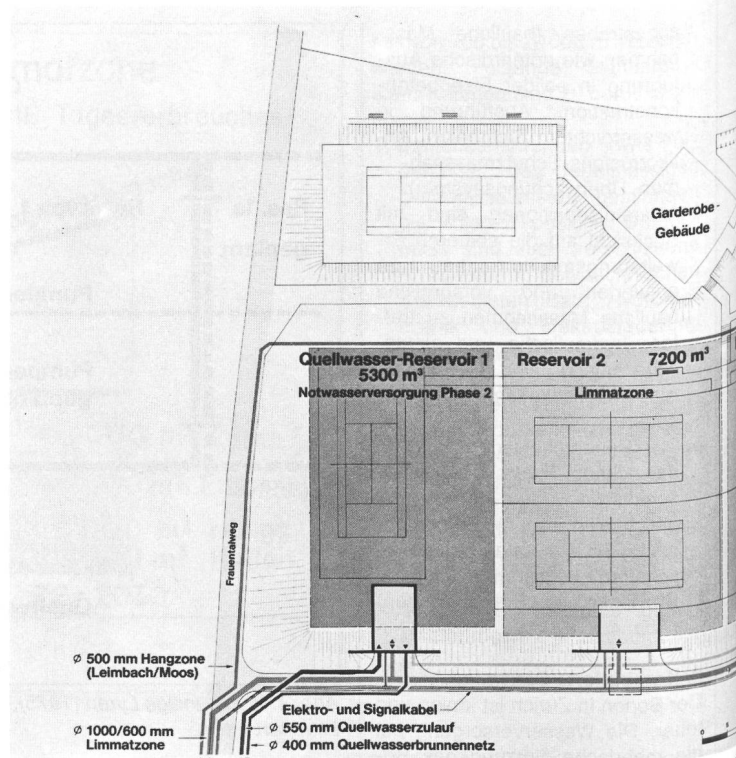 Garderobe-
Gebäude
Quellwasser-Reservoir 1
5300 m³
Notwasserversorgung Phase 2
Reservoir 2 7200 m³
Limmatzone
Frauentalweg
Ø 500 mm Hangzone
(Leimbach/Moos)
Ø 1000/600 mm
Limmatzone
Elektro- und Signalkabel
Ø 550 mm Quellwasserzulauf
Ø 400 mm Quellwasserbrunnennetz